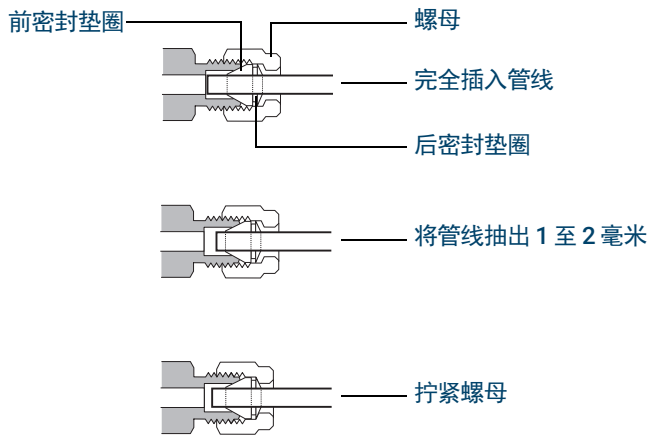 前密封垫圈
螺母
完全插入管线
后密封垫圈
将管线抽出 1 至 2 毫米
拧紧螺母